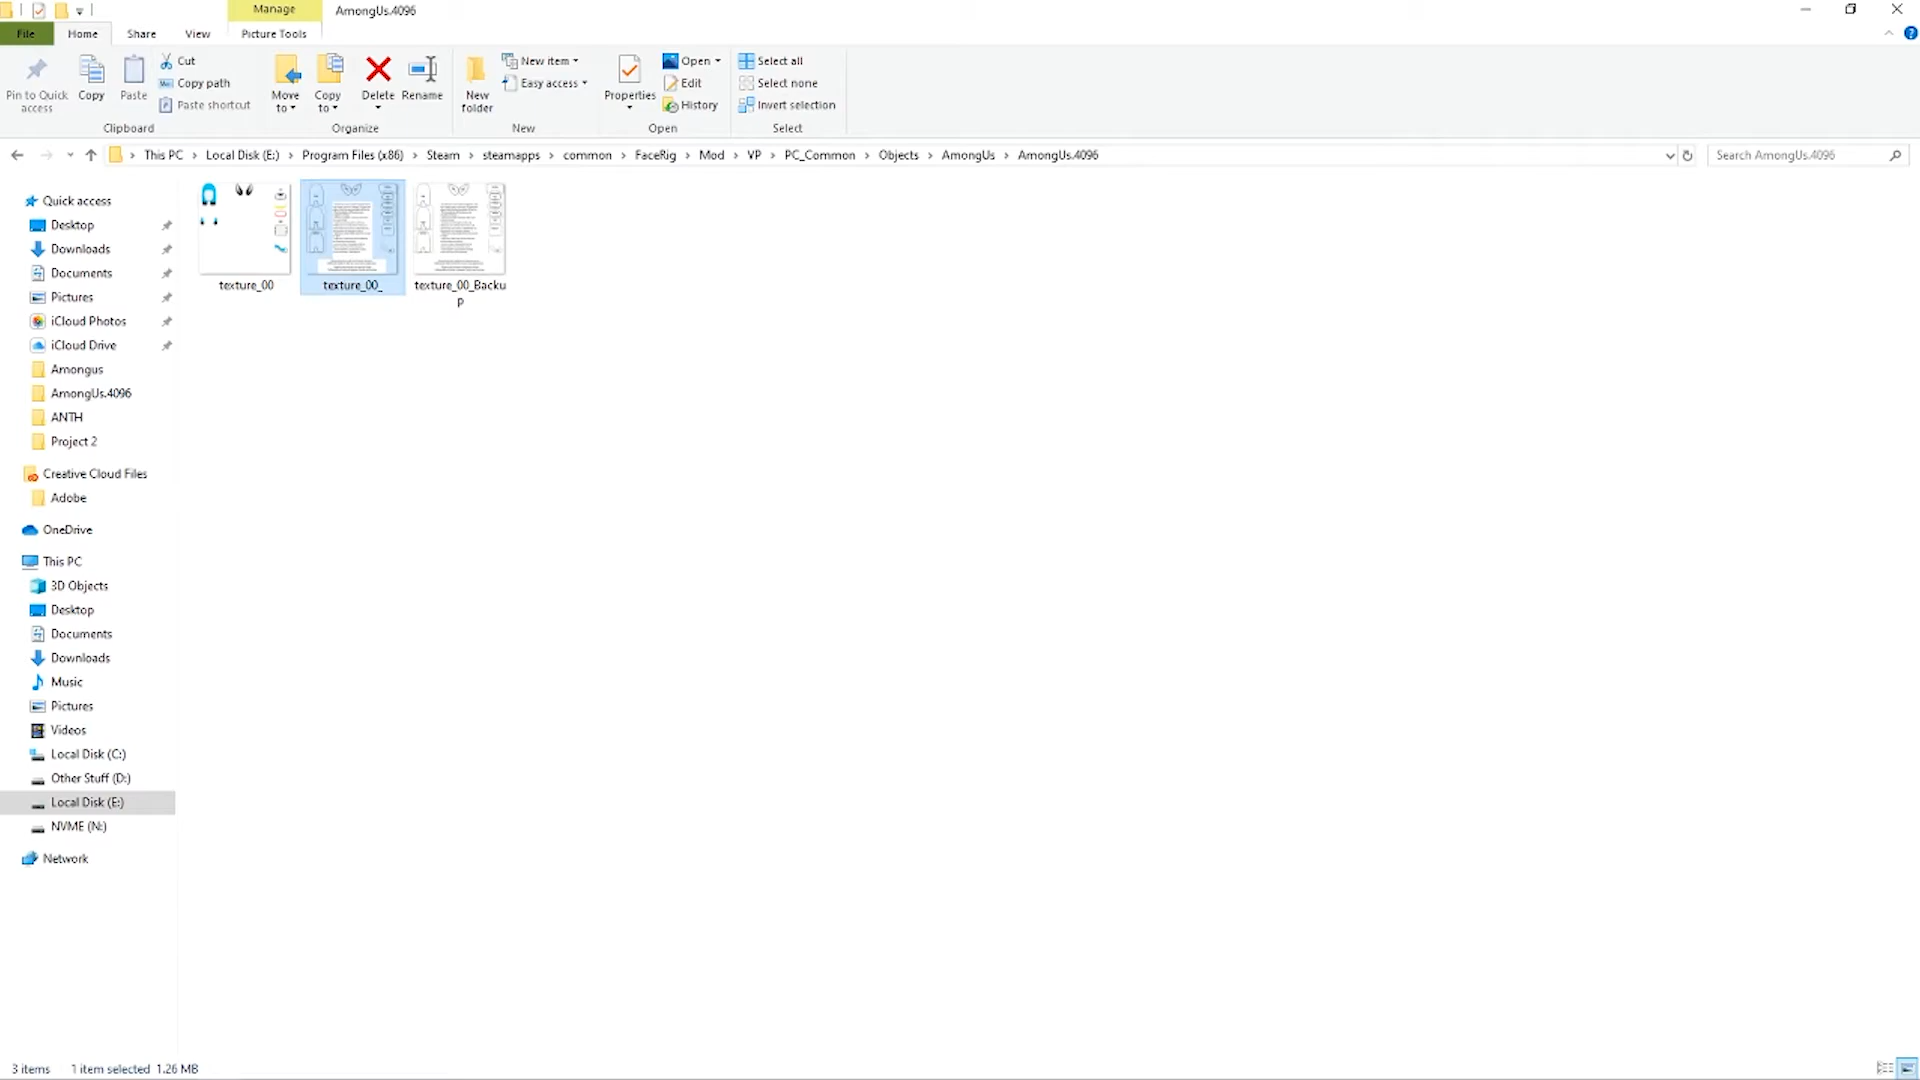 Manage
AmongUs.4096
File
Home
Share
View
Picture Tools
Pin to Quick access
Copy
Paste
Cut
Copy path
Paste shortcut
Clipboard
Move to
Copy to
Delete
Rename
Organize
New folder
New item
Easy access
New
Properties
Open
Edit
History
Open
Select all
Select none
Invert selection
Select
This PC > Local Disk (E:) > Program Files (x86) > Steam > steamapps > common > FaceRig > Mod > VP > PC_Common > Objects > AmongUs > AmongUs.4096
Search AmongUs.4096
Quick access
Desktop
Downloads
Documents
Pictures
iCloud Photos
iCloud Drive
Amongus
AmongUs.4096
ANTH
Project 2
Creative Cloud Files
Adobe
OneDrive
This PC
3D Objects
Desktop
Documents
Downloads
Music
Pictures
Videos
Local Disk (C:)
Other Stuff (D:)
Local Disk (E:)
NVME (N:)
Network
texture_00
texture_00_
texture_00_Backu
p
3 items
1 item selected 1.26 MB